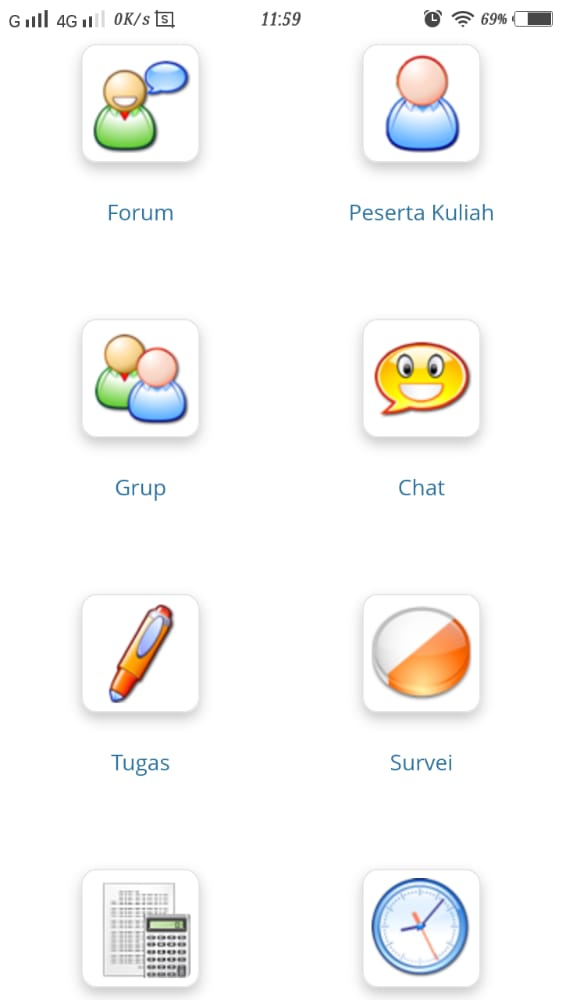 G 4G 0K/s S 11:59 69%
Forum
Peserta Kuliah
Grup
Chat
Tugas
Survei